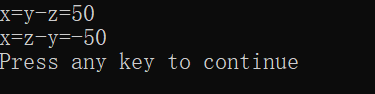 x=y-z=50
x=z-y=-50
Press any key to continue